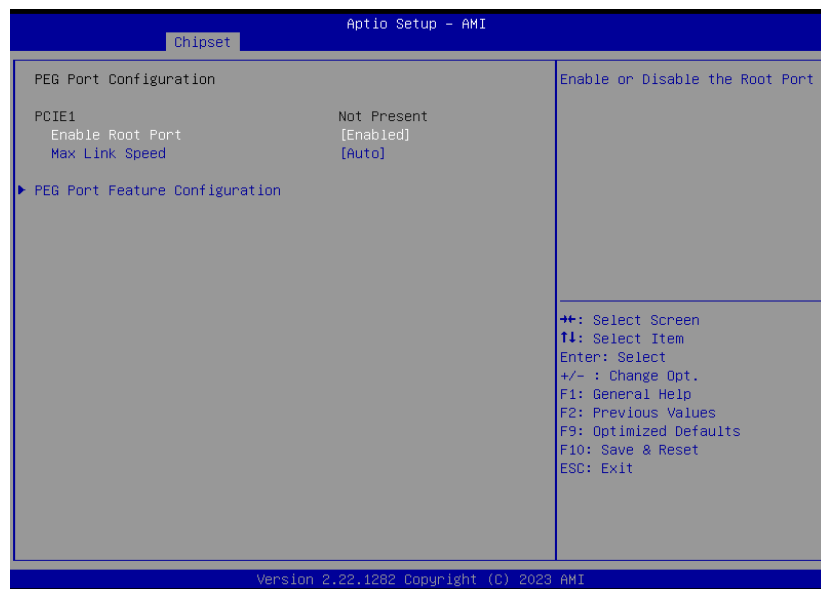 Aptio Setup – AMI
Chipset
PEG Port Configuration
PCIE1 Not Present
Enable Root Port [Enabled]
Max Link Speed [Auto]
PEG Port Feature Configuration
Enable or Disable the Root Port
→←: Select Screen
↑↓: Select Item
Enter: Select
+/- : Change Opt.
F1: General Help
F2: Previous Values
F9: Optimized Defaults
F10: Save & Reset
ESC: Exit
Version 2.22.1282 Copyright (C) 2023 AMI